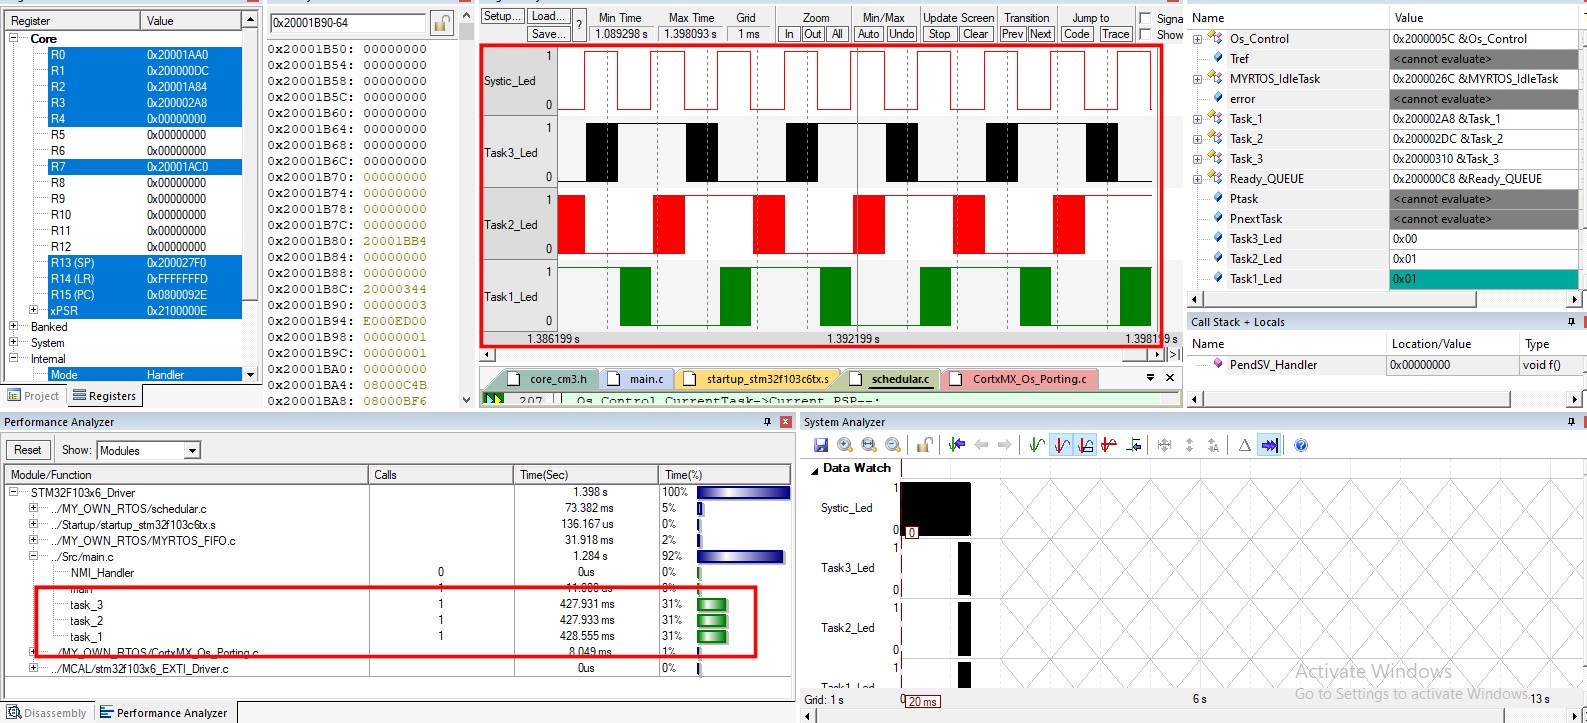 Register Value
Core
R0 0x20001AA0
R1 0x200000DC
R2 0x20001A84
R3 0x200002A8
R4 0x00000000
R5 0x00000000
R6 0x00000000
R7 0x20001AC0
R8 0x00000000
R9 0x00000000
R10 0x00000000
R11 0x00000000
R12 0x00000000
R13 (SP) 0x200027F0
R14 (LR) 0xFFFFFFFD
R15 (PC) 0x0800092E
xPSR 0x2100000E
Banked
System
Internal
Mode Handler
Project Registers
0x20001B90-64
0x20001B50: 00000000
0x20001B54: 00000000
0x20001B58: 00000000
0x20001B5C: 00000000
0x20001B60: 00000000
0x20001B64: 00000000
0x20001B68: 00000000
0x20001B6C: 00000000
0x20001B70: 00000000
0x20001B74: 00000000
0x20001B78: 00000000
0x20001B7C: 00000000
0x20001B80: 20001BB4
0x20001B84: 00000000
0x20001B88: 00000000
0x20001B8C: 20000344
0x20001B90: 00000003
0x20001B94: E000ED00
0x20001B98: 00000001
0x20001B9C: 00000001
0x20001BA0: 00000000
0x20001BA4: 08000C4B
0x20001BA8: 08000BF6
Setup... Load... ? Min Time Max Time Grid Zoom Min/Max Update Screen Transition Jump to Signa
Save... 1.089298 s 1.398093 s 1 ms In Out All Auto Undo Stop Clear Prev Next Code Trace Show
1
Systic_Led
0
1
Task3_Led
0
1
Task2_Led
0
1
Task1_Led
0
1.386199 s 1.392199 s 1.398199 s
core_cm3.h main.c startup_stm32f103c6tx.s schedular.c CortxMX_Os_Porting.c
207 Os_Control.CurrentTask->Current_PSP--;
Name Value
Os_Control 0x2000005C &Os_Control
Tref <cannot evaluate>
MYRTOS_IdleTask 0x2000026C &MYRTOS_IdleTask
error <cannot evaluate>
Task_1 0x200002A8 &Task_1
Task_2 0x200002DC &Task_2
Task_3 0x20000310 &Task_3
Ready_QUEUE 0x200000C8 &Ready_QUEUE
Ptask <cannot evaluate>
PnextTask <cannot evaluate>
Task3_Led 0x00
Task2_Led 0x01
Task1_Led 0x01
Call Stack + Locals
Name Location/Value Type
PendSV_Handler 0x00000000 void f()
Performance Analyzer
Reset Show: Modules
Module/Function Calls Time(Sec) Time(%)
STM32F103x6_Driver 1.398 s 100%
../MY_OWN_RTOS/schedular.c 73.382 ms 5%
../Startup/startup_stm32f103c6tx.s 136.167 us 0%
../MY_OWN_RTOS/MYRTOS_FIFO.c 31.918 ms 2%
../Src/main.c 1.284 s 92%
NMI_Handler 0 0us 0%
main 1
task_3 1 427.931 ms 31%
task_2 1 427.933 ms 31%
task_1 1 428.555 ms 31%
../MY_OWN_RTOS/CortxMX_Os_Porting.c 8.049 ms 1%
../MCAL/stm32f103x6_EXTI_Driver.c 0us 0%
Disassembly Performance Analyzer
System Analyzer
Data Watch
1
Systic_Led
0 0
1
Task3_Led
0
1
Task2_Led
0
1
Task1_Led
Grid: 1 s 0 20 ms 6 s 13 s
Activate Windows
Go to Settings to activate Windows.